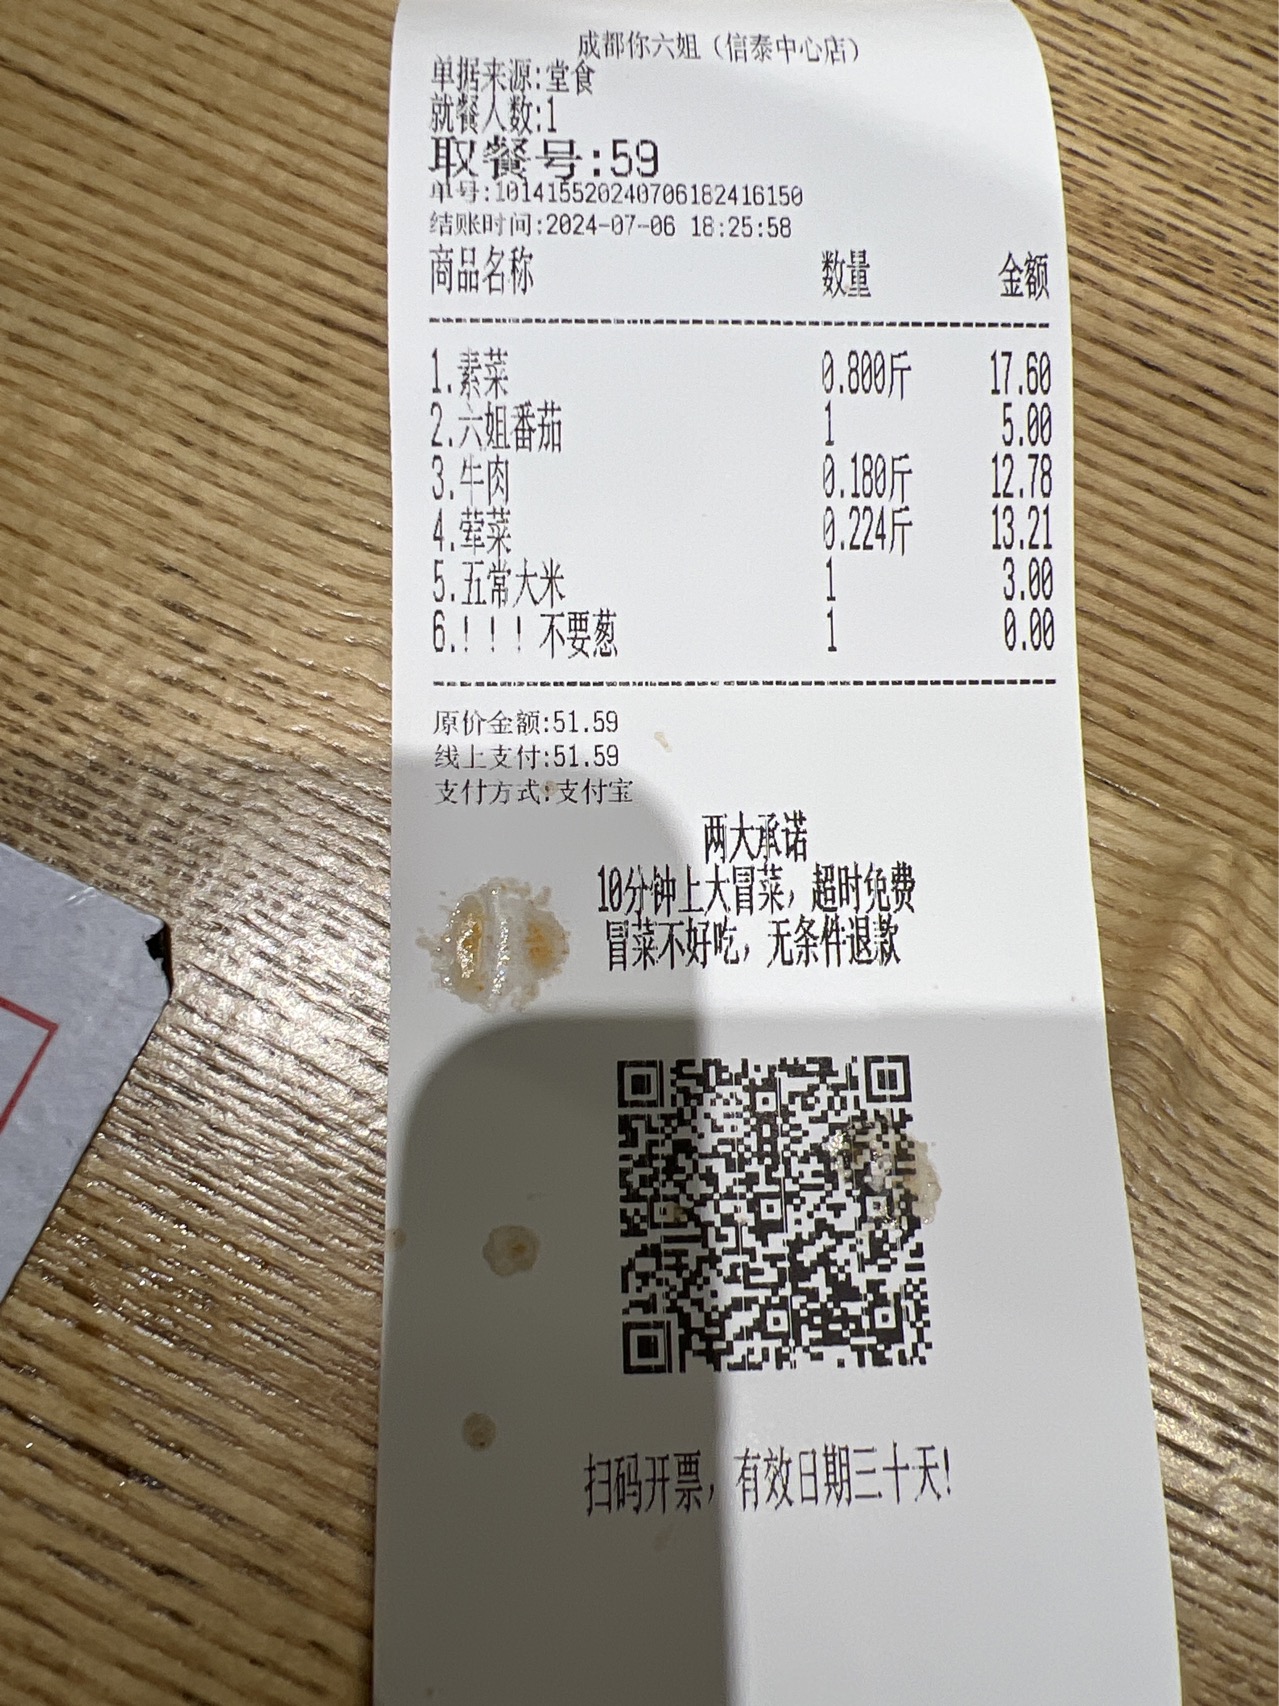 成都你六姐（信泰中心店）
单据来源:堂食
就餐人数:1
取餐号:59
单号:101415520240706182416150
结账时间:2024-07-06 18:25:58
商品名称 数量 金额
1.素菜 0.800斤 17.60
2.六姐番茄 1 5.00
3.牛肉 0.180斤 12.78
4.荤菜 0.224斤 13.21
5.五常大米 1 3.00
6.！！！不要葱 1 0.00
原价金额:51.59
线上支付:51.59
支付方式:支付宝
两大承诺
10分钟上大冒菜，超时免费
冒菜不好吃，无条件退款
扫码开票，有效日期三十天!